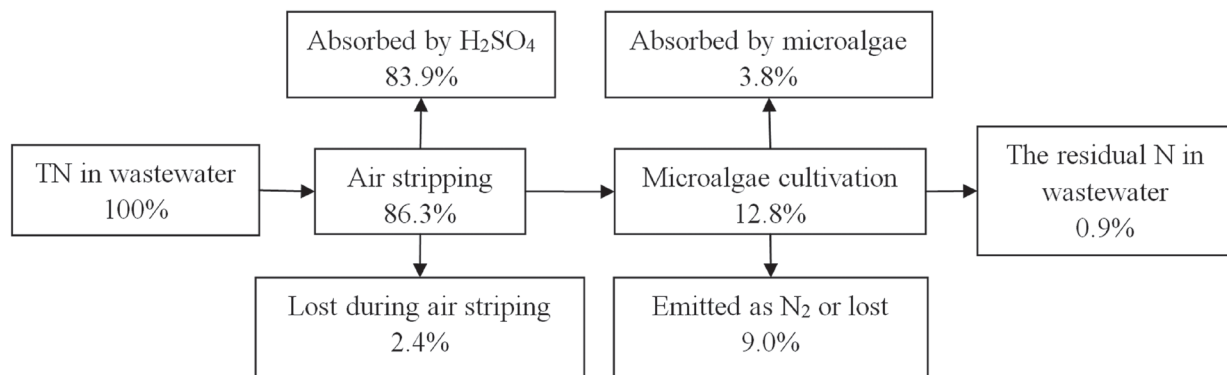 Absorbed by H₂SO₄
83.9%
Absorbed by microalgae
3.8%
TN in wastewater
100%
Air stripping
86.3%
Microalgae cultivation
12.8%
The residual N in
wastewater
0.9%
Lost during air striping
2.4%
Emitted as N₂ or lost
9.0%